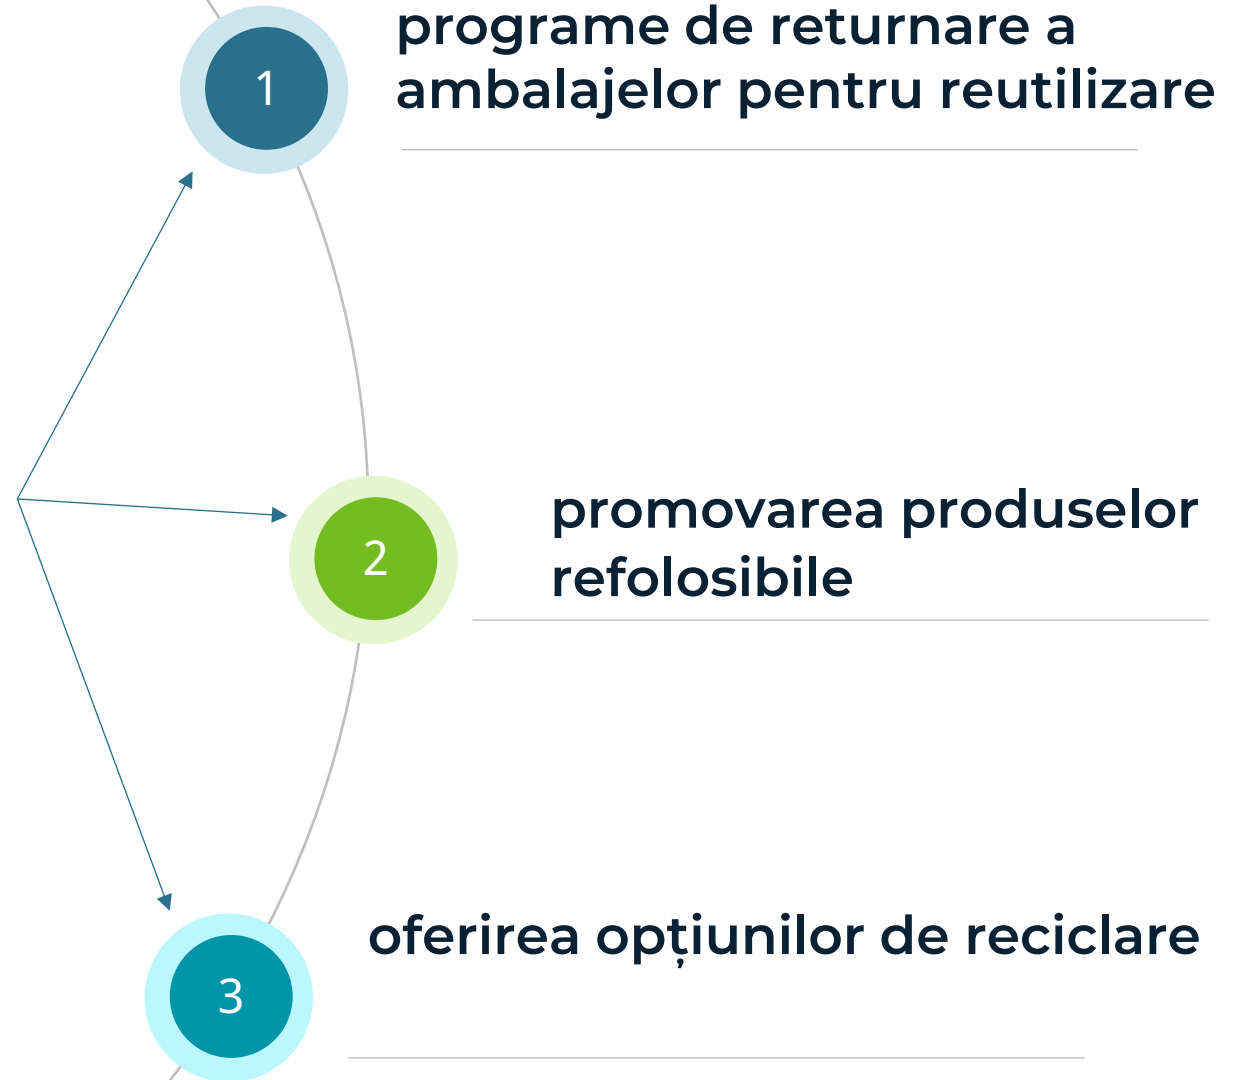 1
programe de returnare a
ambalajelor pentru reutilizare
2
promovarea produselor
refolosibile
3
oferirea opțiunilor de reciclare